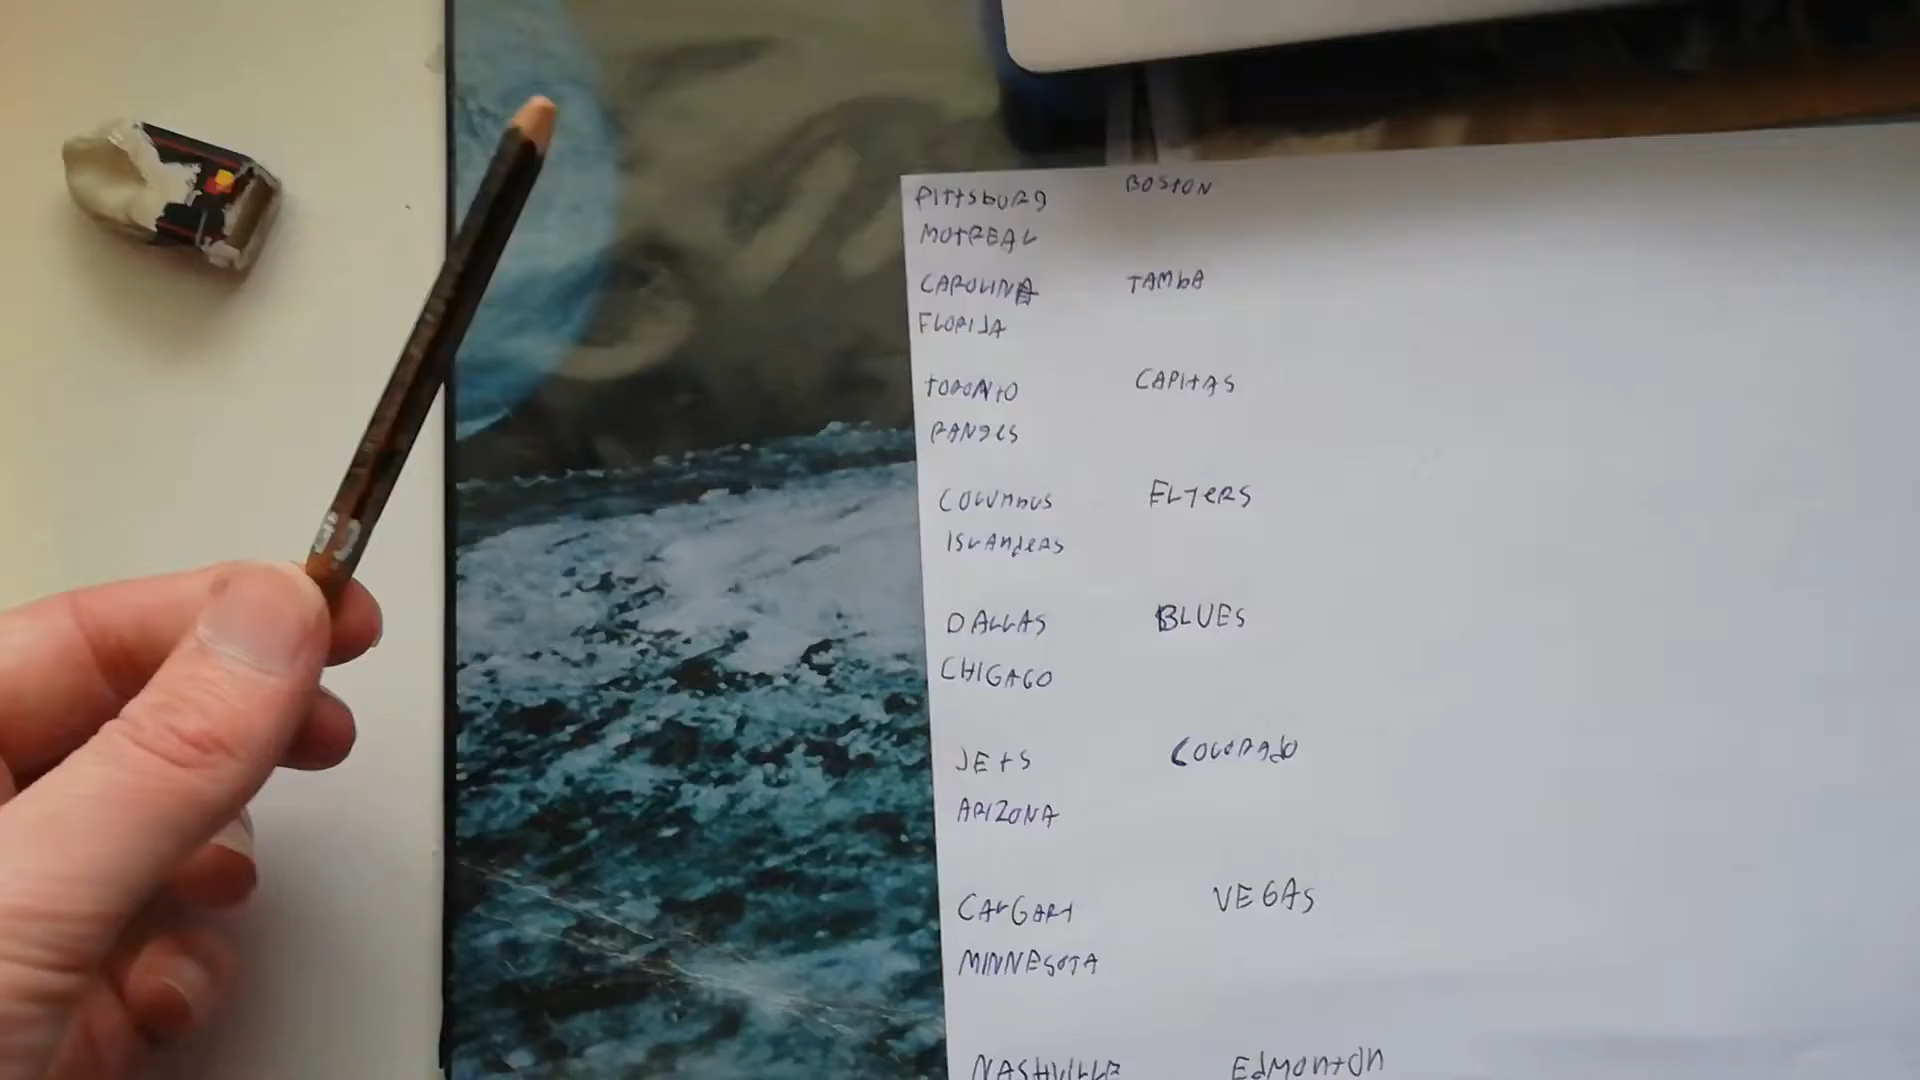 PIttsbURg BOStON
MOtREAL
CAROLINA TAMbA
FLORIdA
tORONtO CAPItAS
RANgES
COLUMbUS FLYeRS
ISLAndeRS
DALLAS BLUES
CHIGAGO
JEtS COLORAdO
ARIZONA
CALGARY VEGAS
MINNESOTA
NASHVILLE EdMOntOn